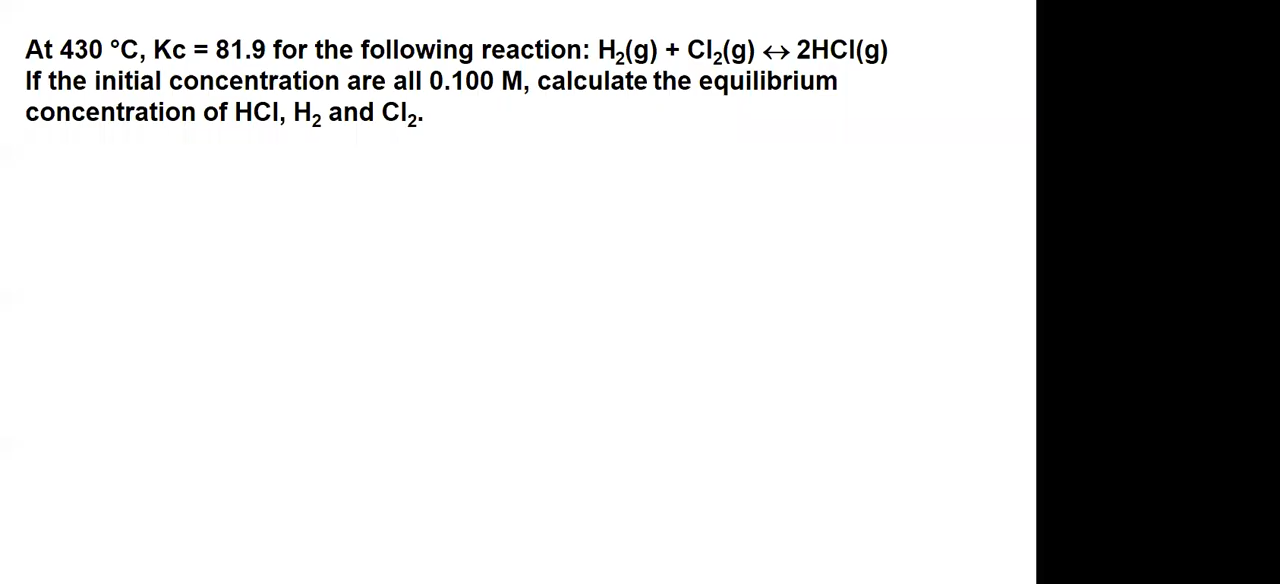 At 430 °C, Kc = 81.9 for the following reaction: H₂(g) + Cl₂(g) ↔ 2HCl(g)
If the initial concentration are all 0.100 M, calculate the equilibrium
concentration of HCl, H₂ and Cl₂.